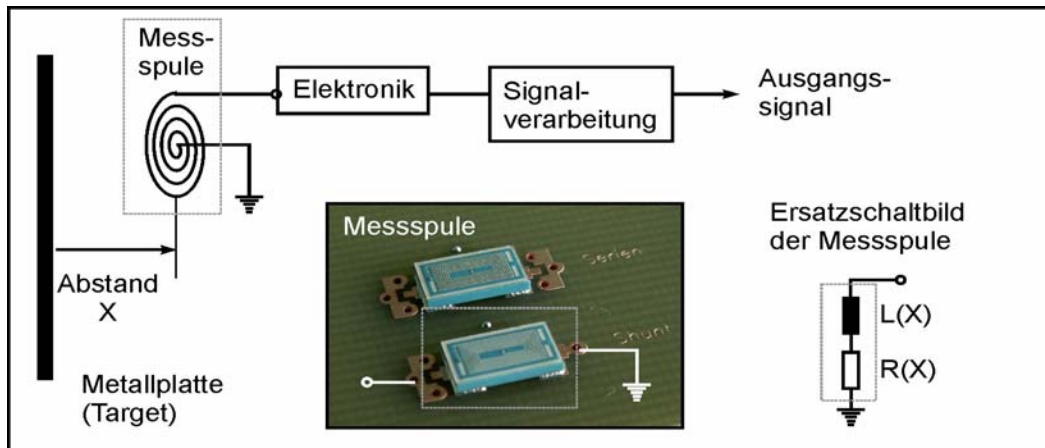 Mess-
spule
Elektronik
Signal-
verarbeitung
Ausgangs-
signal
Abstand
X
Metallplatte
(Target)
Messspule
Serien
Shunt
Ersatzschaltbild
der Messspule
L(X)
R(X)